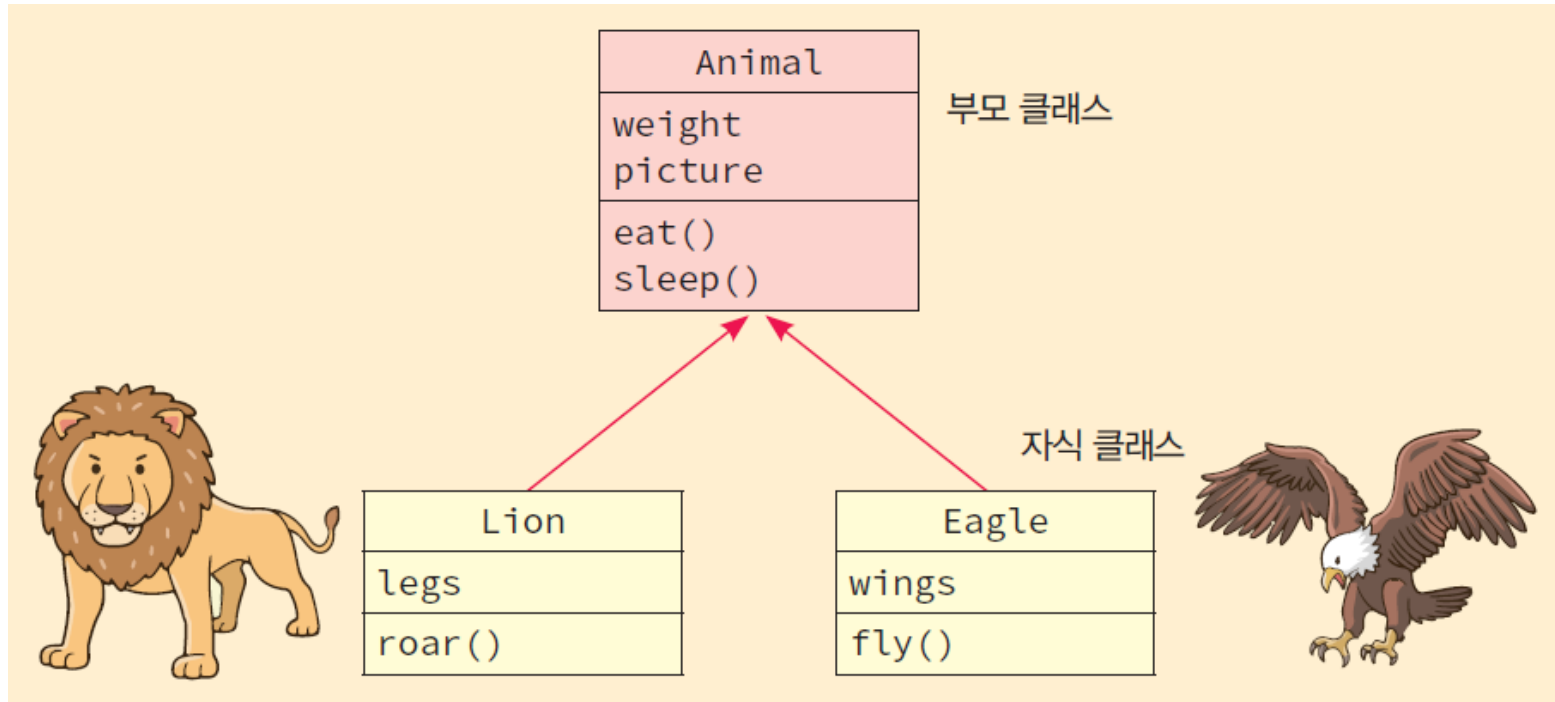 Animal
부모 클래스
weight
picture
eat()
sleep()
자식 클래스
Lion
legs
roar()
Eagle
wings
fly()